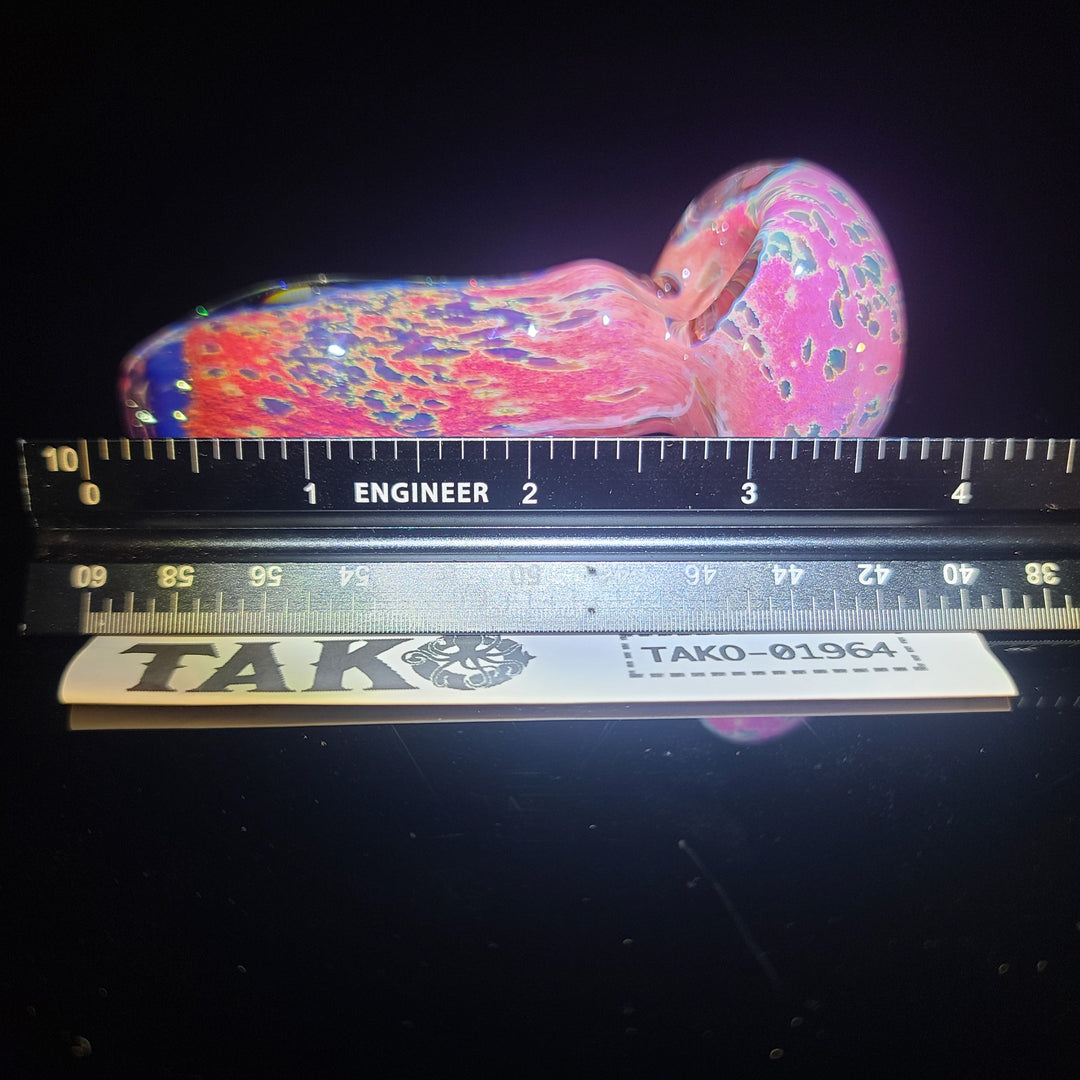 10
0 1 ENGINEER 2 3 4
60 58 56 54 50 46 44 42 40 38
TAKO
TAKO-01964